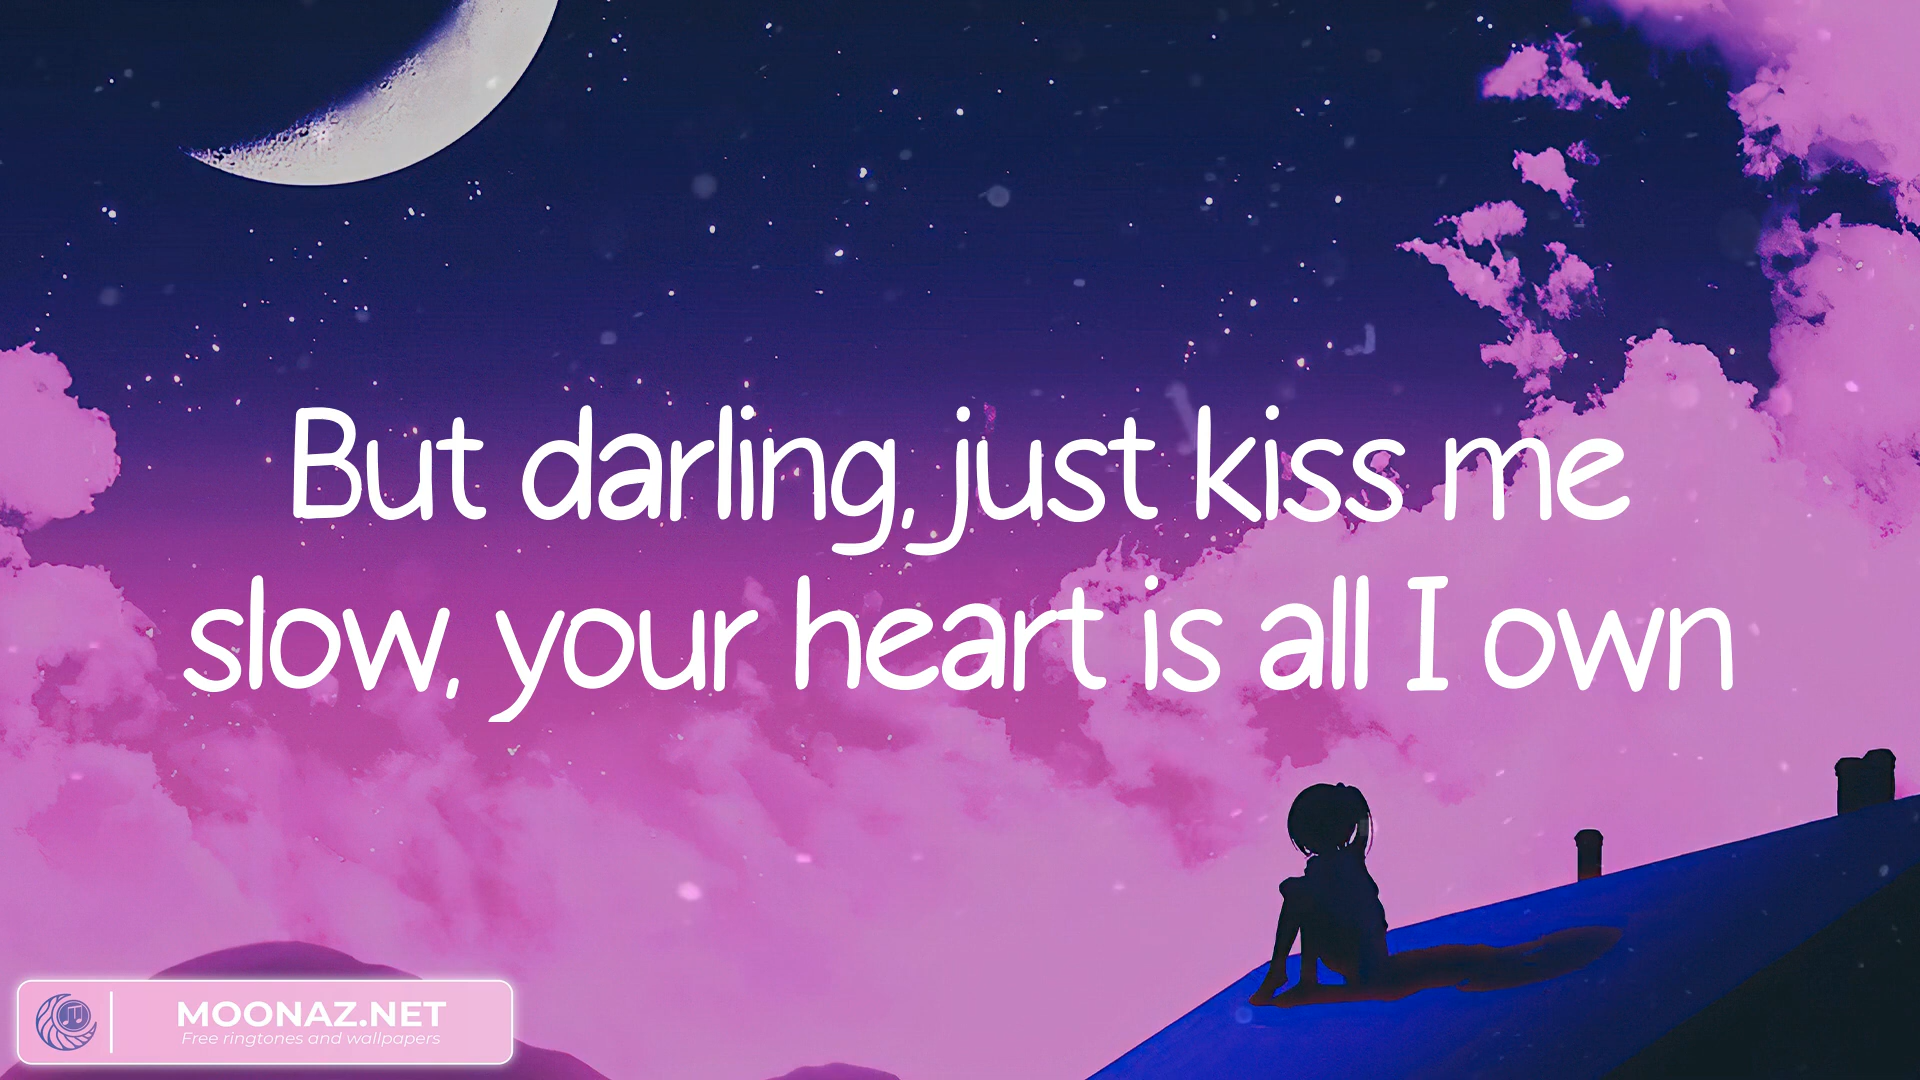 But darling, just kiss me
slow, your heart is all I own
MOONAZ.NET
Free ringtones and wallpapers